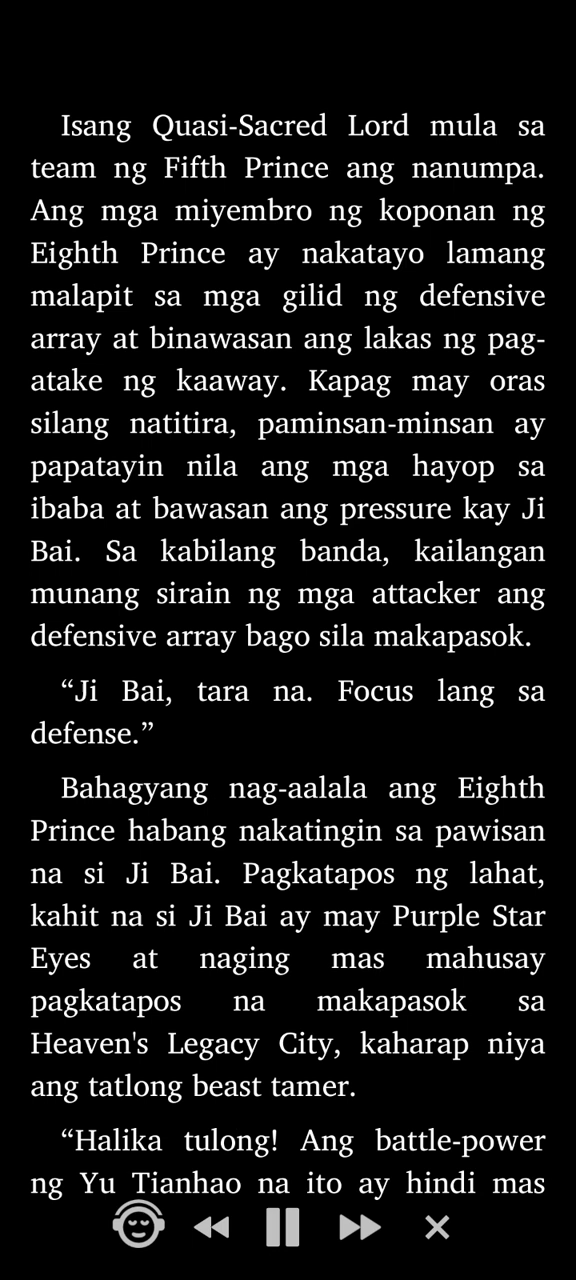 Isang Quasi-Sacred Lord mula sa
team ng Fifth Prince ang nanumpa.
Ang mga miyembro ng koponan ng
Eighth Prince ay nakatayo lamang
malapit sa mga gilid ng defensive
array at binawasan ang lakas ng pag-
atake ng kaaway. Kapag may oras
silang natitira, paminsan-minsan ay
papatayin nila ang mga hayop sa
ibaba at bawasan ang pressure kay Ji
Bai. Sa kabilang banda, kailangan
munang sirain ng mga attacker ang
defensive array bago sila makapasok.
“Ji Bai, tara na. Focus lang sa
defense.”
Bahagyang nag-aalala ang Eighth
Prince habang nakatingin sa pawisan
na si Ji Bai. Pagkatapos ng lahat,
kahit na si Ji Bai ay may Purple Star
Eyes at naging mas mahusay
pagkatapos na makapasok sa
Heaven's Legacy City, kaharap niya
ang tatlong beast tamer.
“Halika tulong! Ang battle-power
ng Yu Tianhao na ito ay hindi mas